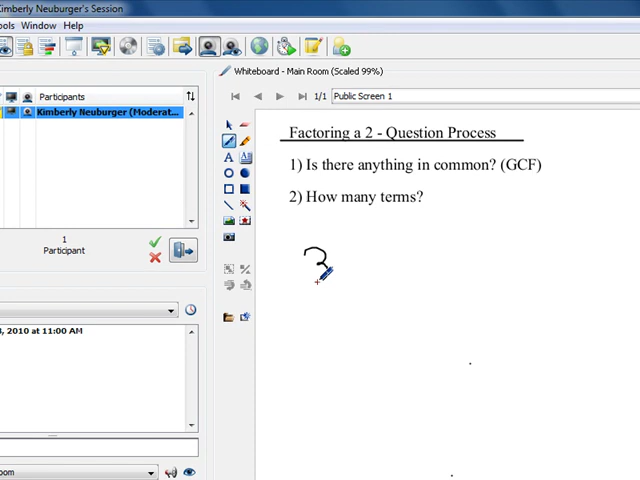 Kimberly Neuburger's Session
ools Window Help
Participants
Kimberly Neuburger (Moderat...
1
Participant
8, 2010 at 11:00 AM
oom
Whiteboard - Main Room (Scaled 99%)
1/1 Public Screen 1
Factoring a 2 - Question Process
1) Is there anything in common? (GCF)
2) How many terms?
3